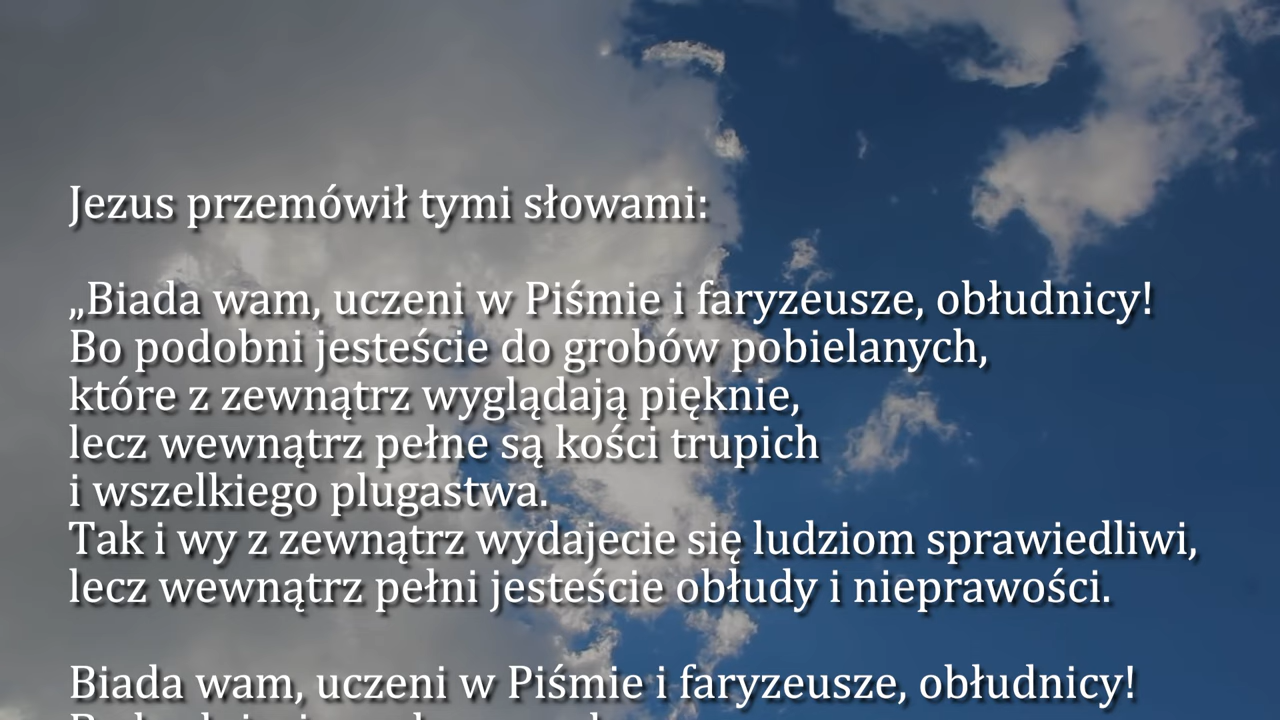 Jezus przemówił tymi słowami:
„Biada wam, uczeni w Piśmie i faryzeusze, obłudnicy!
Bo podobni jesteście do grobów pobielanych,
które z zewnątrz wyglądają pięknie,
lecz wewnątrz pełne są kości trupich
i wszelkiego plugastwa.
Tak i wy z zewnątrz wydajecie się ludziom sprawiedliwi,
lecz wewnątrz pełni jesteście obłudy i nieprawości.
Biada wam, uczeni w Piśmie i faryzeusze, obłudnicy!